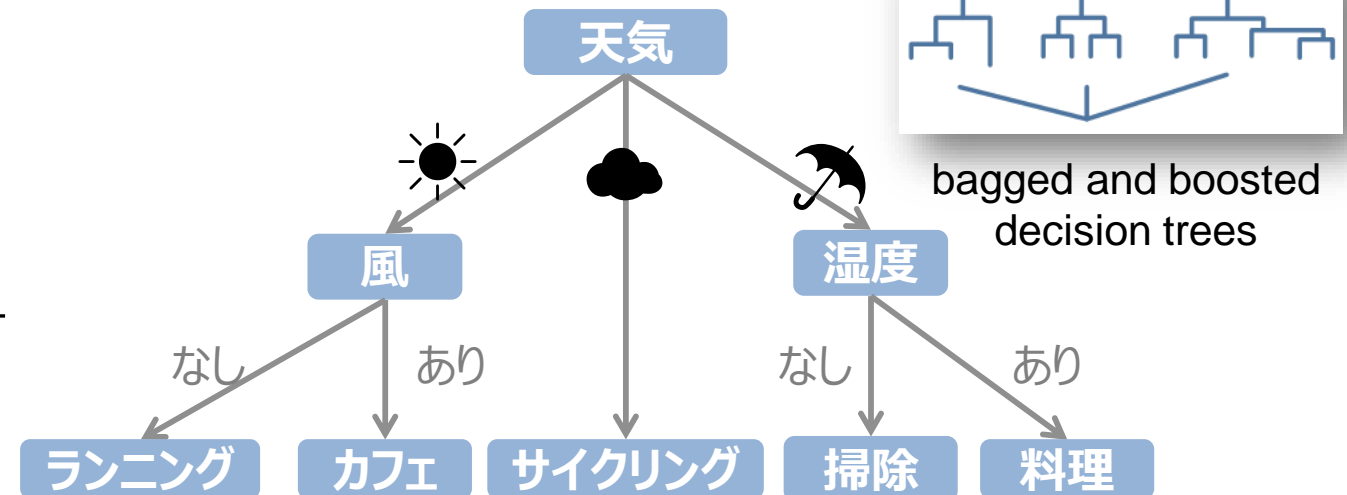 天気
bagged and boosted
decision trees
風
湿度
なし
あり
なし
あり
ランニング
カフェ
サイクリング
掃除
料理